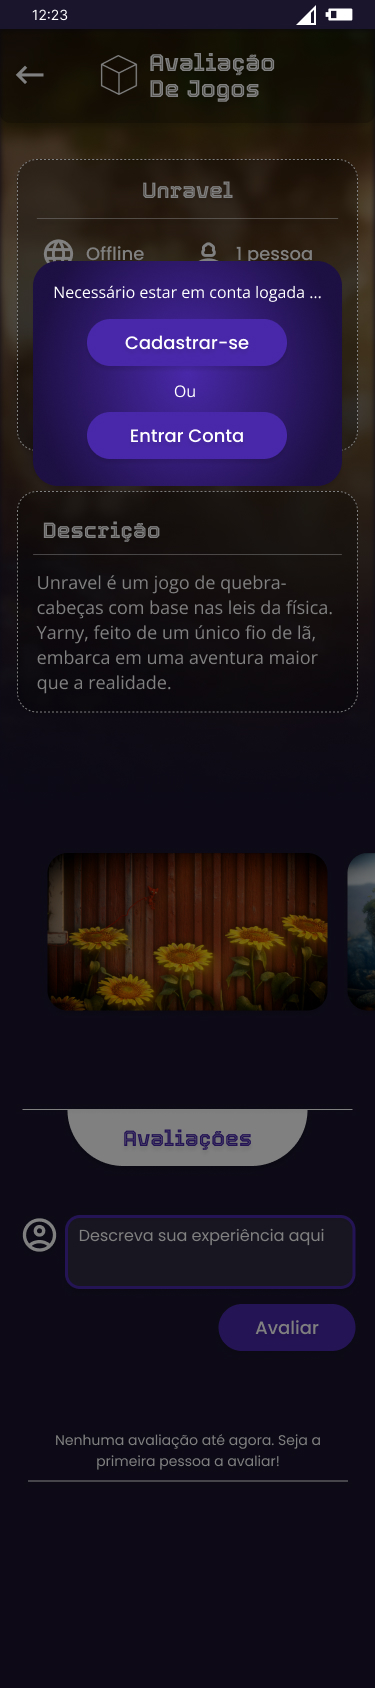 12:23
Avaliação
De Jogos
Unravel
Offline
1 pessoa
Necessário estar em conta logada ...
Cadastrar-se
Ou
Entrar Conta
Descrição
Unravel é um jogo de quebra-
cabeças com base nas leis da física.
Yarny, feito de um único fio de lã,
embarca em uma aventura maior
que a realidade.
Avaliações
Descreva sua experiência aqui
Avaliar
Nenhuma avaliação até agora. Seja a
primeira pessoa a avaliar!